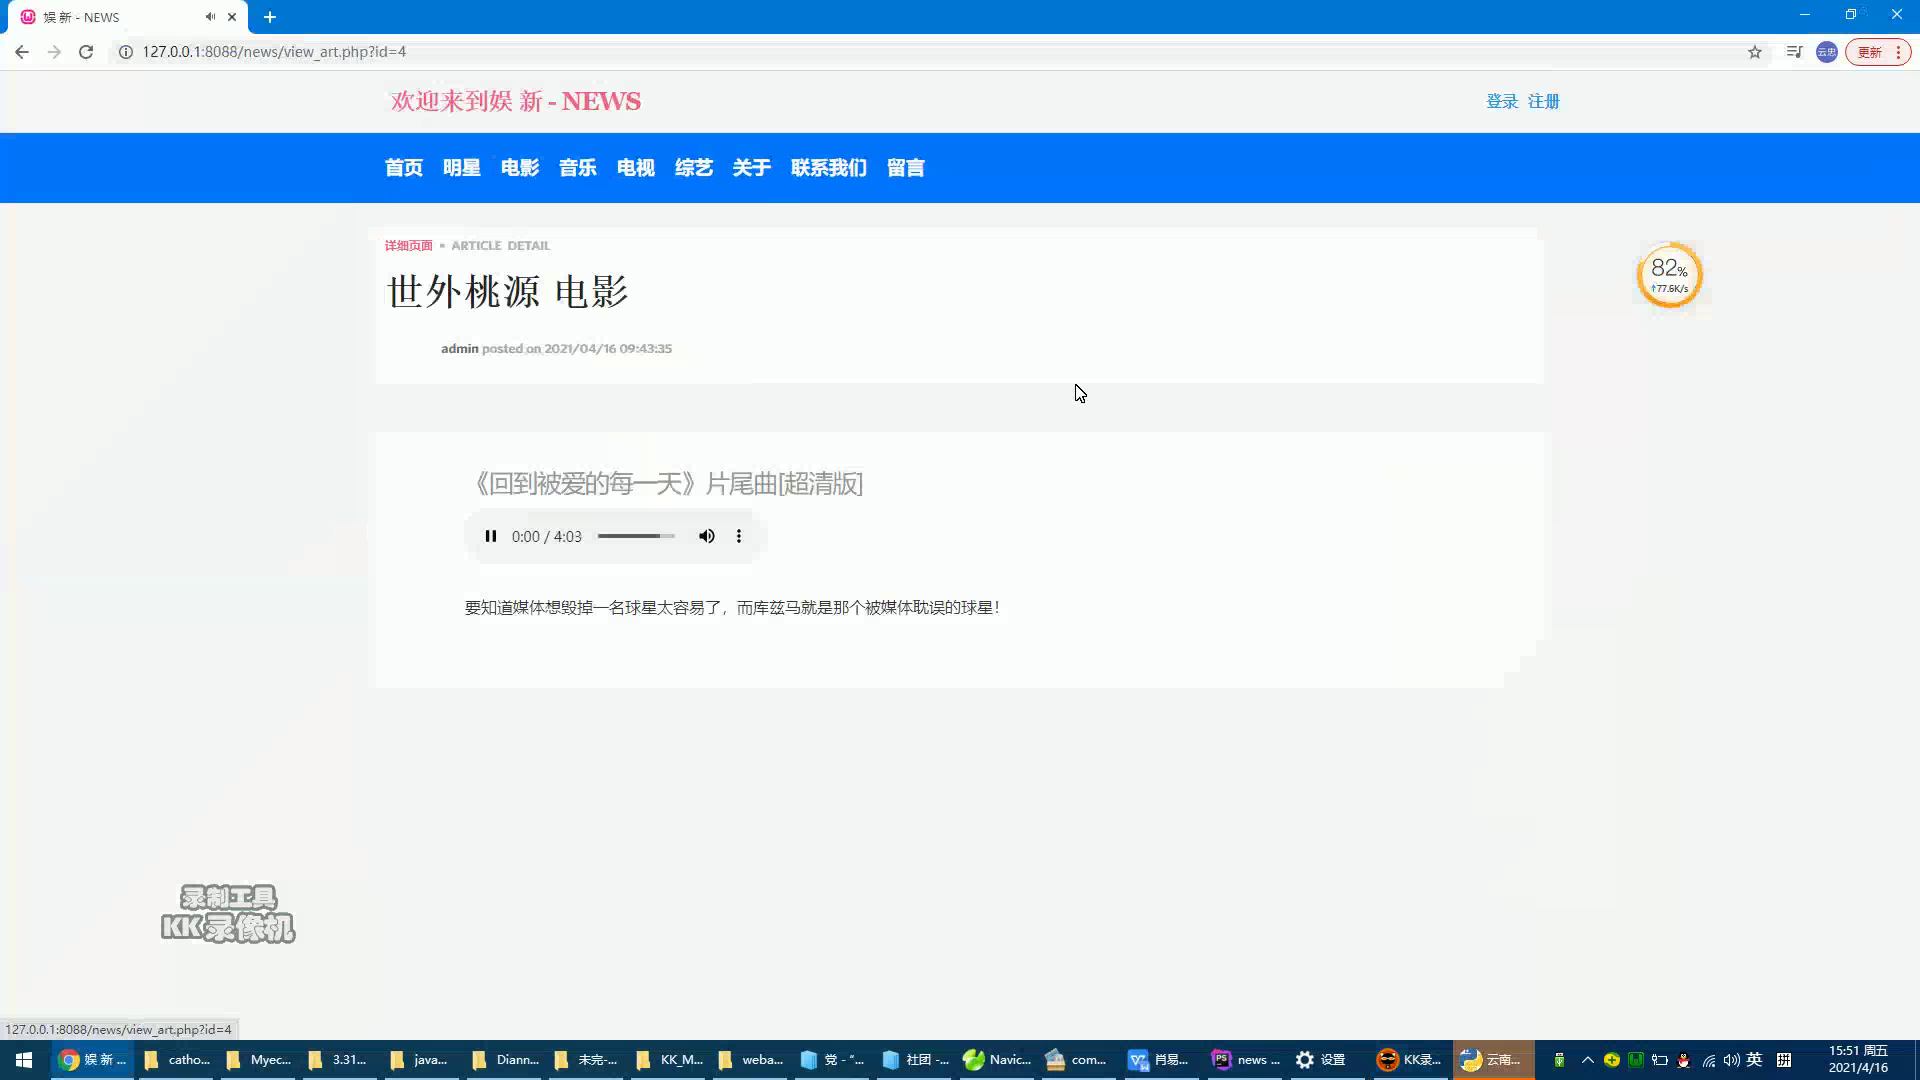 娱 新 - NEWS
127.0.0.1:8088/news/view_art.php?id=4
云忠
更新
欢迎来到娱 新 - NEWS
登录 注册
首页 明星 电影 音乐 电视 综艺 关于 联系我们 留言
详细页面 ▪ ARTICLE DETAIL
世外桃源 电影
82%
↑77.6K/s
admin posted on 2021/04/16 09:43:35
《回到被爱的每一天》片尾曲[超清版]
0:00 / 4:03
要知道媒体想毁掉一名球星太容易了，而库兹马就是那个被媒体耽误的球星！
录制工具
KK录像机
127.0.0.1:8088/news/view_art.php?id=4
娱 新 ...
catho...
Myec...
3.31...
java...
Diann...
未完-...
KK_M...
weba...
党 - “...
社团 -...
Navic...
com...
肖易...
news ...
设置
KK录...
云南...
英
拼
15:51 周五
2021/4/16